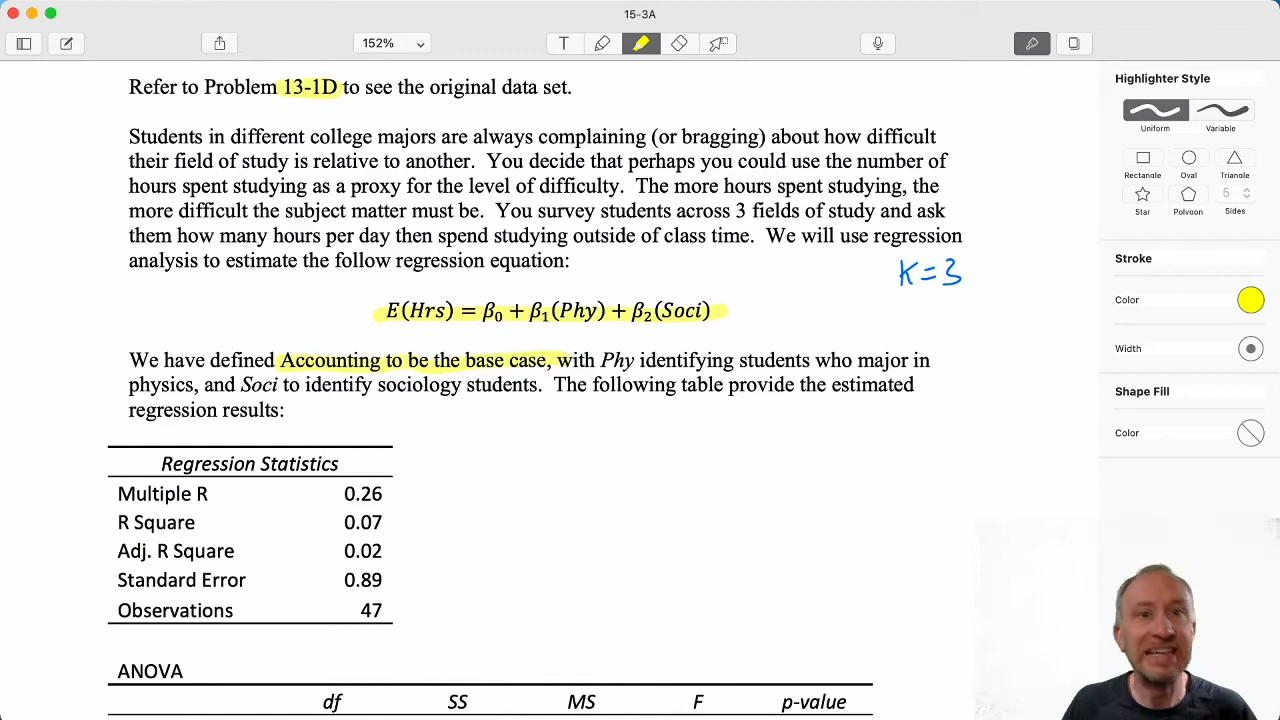 15-3A
152%
T
Refer to Problem 13-1D to see the original data set.
Students in different college majors are always complaining (or bragging) about how difficult
their field of study is relative to another. You decide that perhaps you could use the number of
hours spent studying as a proxy for the level of difficulty. The more hours spent studying, the
more difficult the subject matter must be. You survey students across 3 fields of study and ask
them how many hours per day then spend studying outside of class time. We will use regression
analysis to estimate the follow regression equation:
K=3
E(Hrs) = β₀ + β₁(Phy) + β₂(Soci)
We have defined Accounting to be the base case, with Phy identifying students who major in
physics, and Soci to identify sociology students. The following table provide the estimated
regression results:
Regression Statistics
Multiple R 0.26
R Square 0.07
Adj. R Square 0.02
Standard Error 0.89
Observations 47
ANOVA
df SS MS F p-value
Highlighter Style
Uniform Variable
Rectangle Oval Triangle
Star Polygon 5 Sides
Stroke
Color
Width
Shape Fill
Color